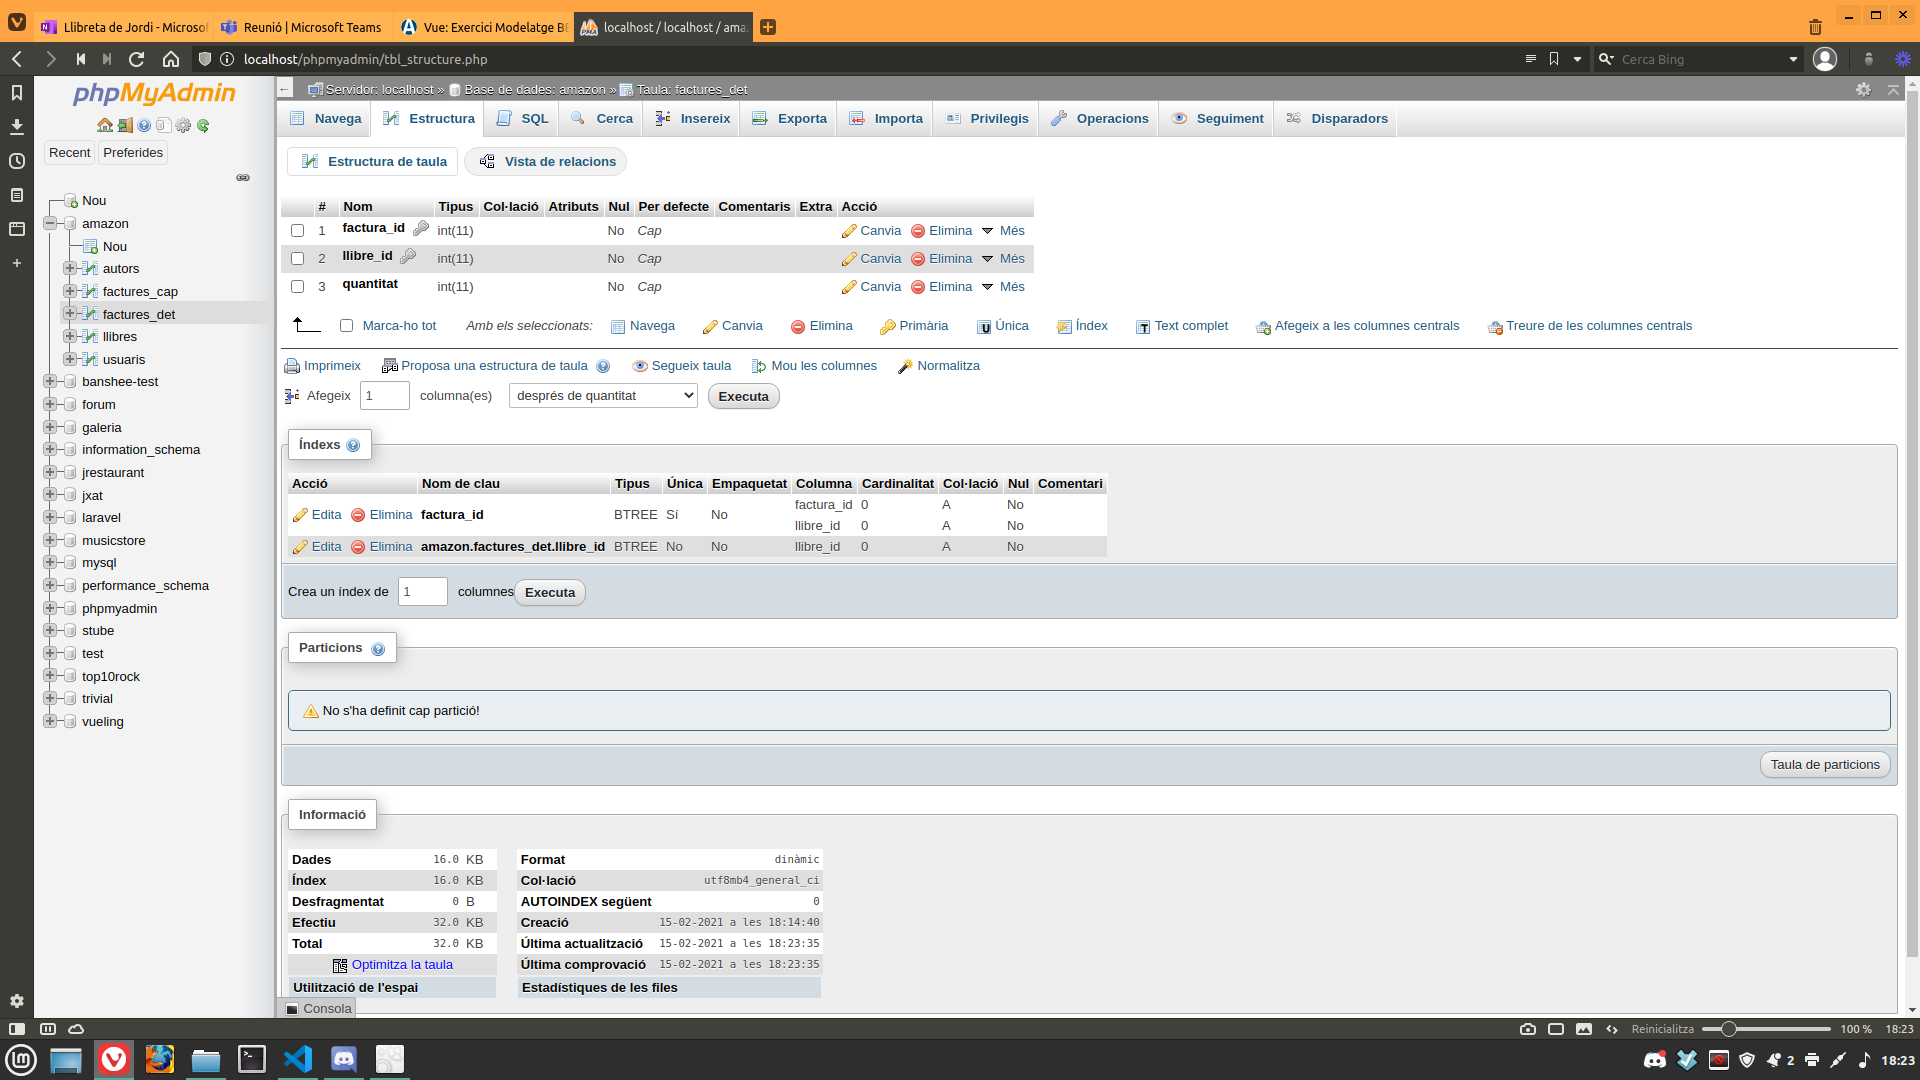 Llibreta de Jordi - Microsof
Reunió | Microsoft Teams
Vue: Exercici Modelatge BB
localhost / localhost / ama
localhost/phpmyadmin/tbl_structure.php
Cerca Bing
phpMyAdmin
Recent Preferides
Nou
amazon
Nou
autors
factures_cap
factures_det
llibres
usuaris
banshee-test
forum
galeria
information_schema
jrestaurant
jxat
laravel
musicstore
mysql
performance_schema
phpmyadmin
stube
test
top10rock
trivial
vueling
Servidor: localhost » Base de dades: amazon » Taula: factures_det
Navega Estructura SQL Cerca Insereix Exporta Importa Privilegis Operacions Seguiment Disparadors
Estructura de taula Vista de relacions
# Nom Tipus Col·lació Atributs Nul Per defecte Comentaris Extra Acció
1 factura_id int(11) No Cap Canvia Elimina Més
2 llibre_id int(11) No Cap Canvia Elimina Més
3 quantitat int(11) No Cap Canvia Elimina Més
Marca-ho tot Amb els seleccionats: Navega Canvia Elimina Primària Única Índex Text complet Afegeix a les columnes centrals Treure de les columnes centrals
Imprimeix Proposa una estructura de taula Segueix taula Mou les columnes Normalitza
Afegeix 1 columna(es) després de quantitat Executa
Índexs
Acció Nom de clau Tipus Única Empaquetat Columna Cardinalitat Col·lació Nul Comentari
Edita Elimina factura_id BTREE Sí No factura_id 0 A No
llibre_id 0 A No
Edita Elimina amazon.factures_det.llibre_id BTREE No No llibre_id 0 A No
Crea un índex de 1 columnes Executa
Particions
No s'ha definit cap partició!
Taula de particions
Informació
Dades 16.0 KB
Índex 16.0 KB
Desfragmentat 0 B
Efectiu 32.0 KB
Total 32.0 KB
Optimitza la taula
Utilització de l'espai
Format dinàmic
Col·lació utf8mb4_general_ci
AUTOINDEX següent 0
Creació 15-02-2021 a les 18:14:40
Última actualització 15-02-2021 a les 18:23:35
Última comprovació 15-02-2021 a les 18:23:35
Estadístiques de les files
Consola
Reinicialitza 100 % 18:23
2 18:23